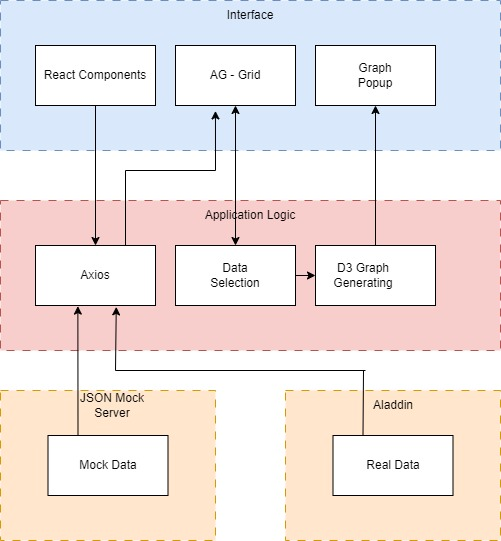 Interface
React Components
AG - Grid
Graph
Popup
Application Logic
Axios
Data
Selection
D3 Graph
Generating
JSON Mock
Server
Aladdin
Mock Data
Real Data